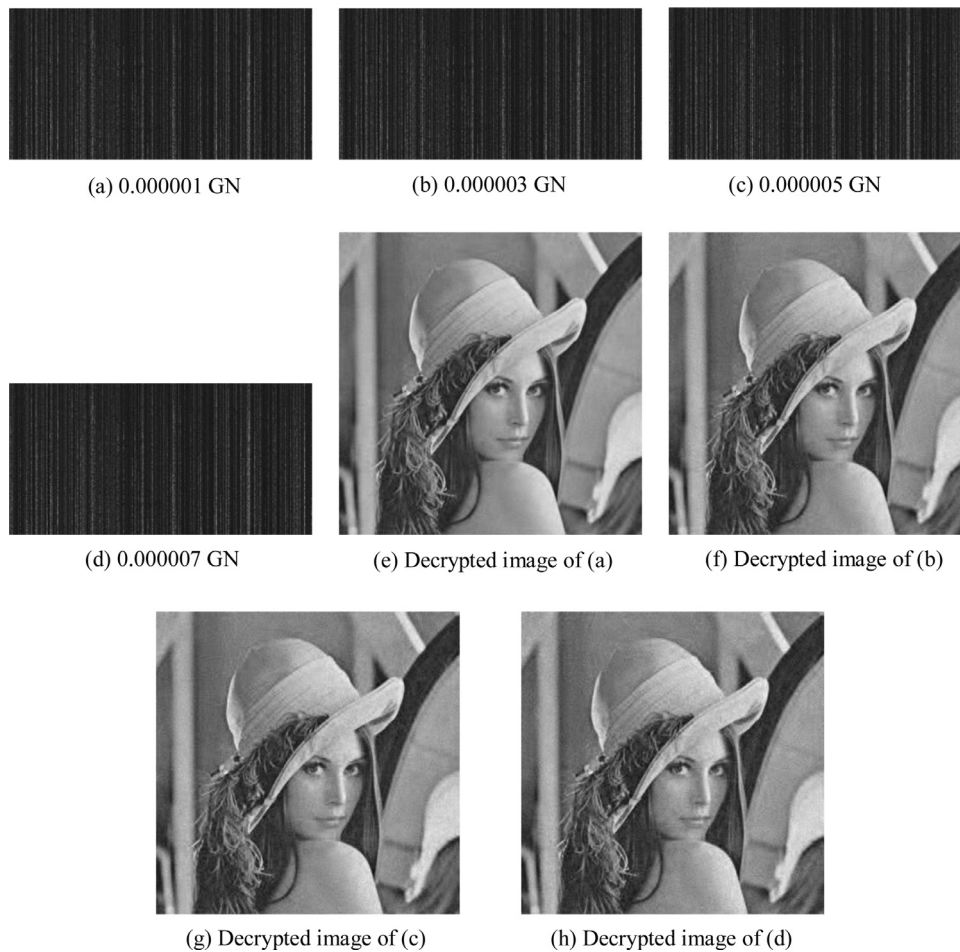 (a) 0.000001 GN
(b) 0.000003 GN
(c) 0.000005 GN
(d) 0.000007 GN
(e) Decrypted image of (a)
(f) Decrypted image of (b)
(g) Decrypted image of (c)
(h) Decrypted image of (d)